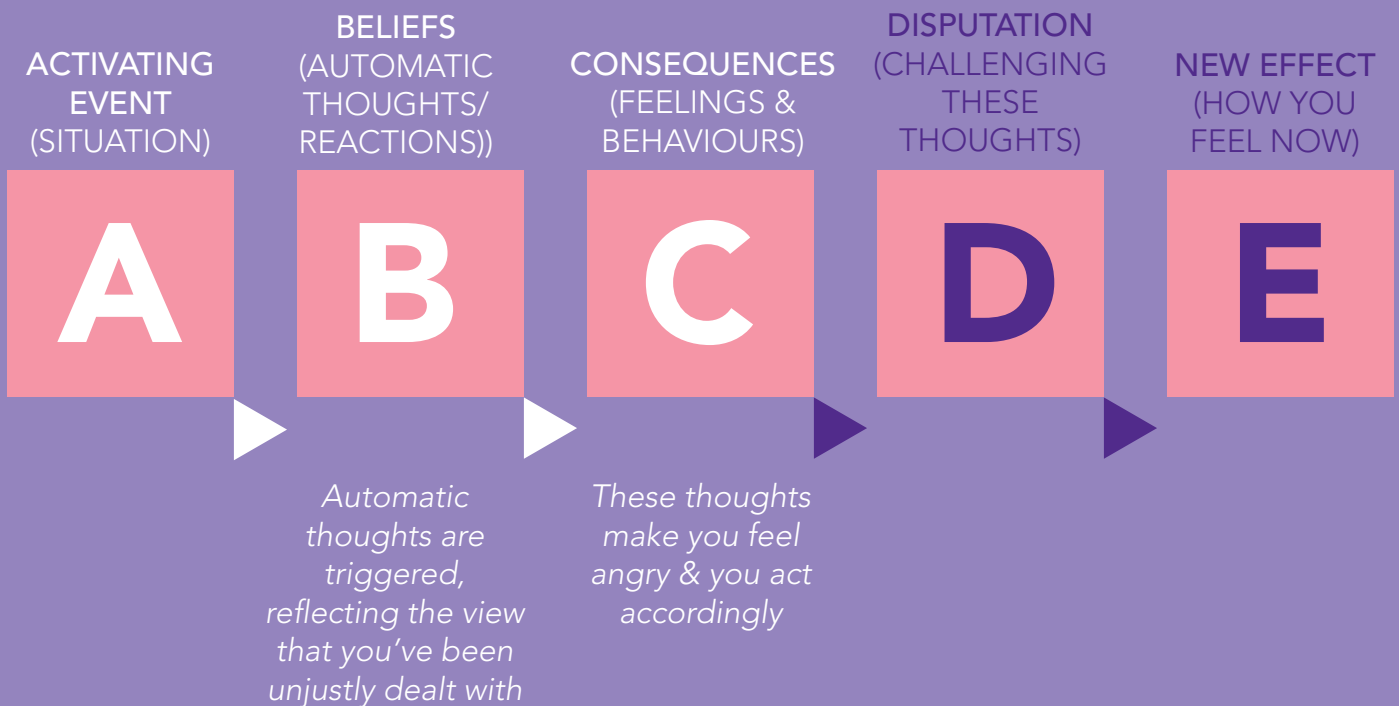 ACTIVATING
EVENT
(SITUATION)
BELIEFS
(AUTOMATIC
THOUGHTS/
REACTIONS))
CONSEQUENCES
(FEELINGS &
BEHAVIOURS)
DISPUTATION
(CHALLENGING
THESE
THOUGHTS)
NEW EFFECT
(HOW YOU
FEEL NOW)
A
B
C
D
E
Automatic
thoughts are
triggered,
reflecting the view
that you’ve been
unjustly dealt with
These thoughts
make you feel
angry & you act
accordingly